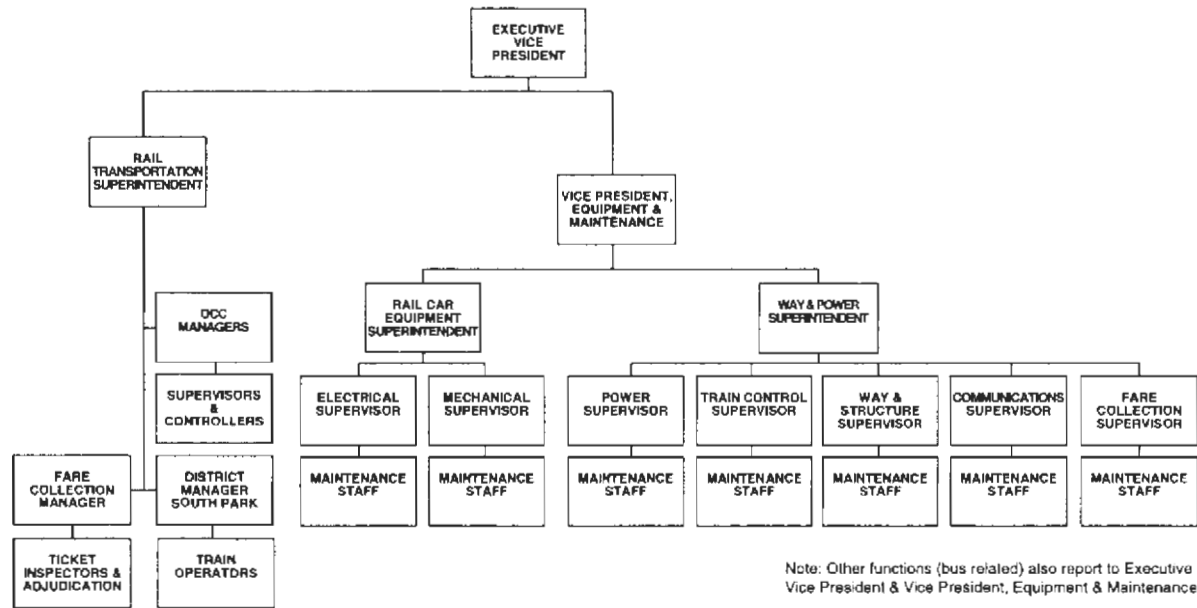 EXECUTIVE
VICE
PRESIDENT
RAIL
TRANSPORTATION
SUPERINTENDENT
VICE PRESIDENT,
EQUIPMENT &
MAINTENANCE
OCC
MANAGERS
RAIL CAR
EQUIPMENT
SUPERINTENDENT
WAY & POWER
SUPERINTENDENT
SUPERVISORS
&
CONTROLLERS
ELECTRICAL
SUPERVISOR
MECHANICAL
SUPERVISOR
POWER
SUPERVISOR
TRAIN CONTROL
SUPERVISOR
WAY &
STRUCTURE
SUPERVISOR
COMMUNICATIONS
SUPERVISOR
FARE
COLLECTION
SUPERVISOR
FARE
COLLECTION
MANAGER
DISTRICT
MANAGER
SOUTH PARK
MAINTENANCE
STAFF
MAINTENANCE
STAFF
MAINTENANCE
STAFF
MAINTENANCE
STAFF
MAINTENANCE
STAFF
MAINTENANCE
STAFF
MAINTENANCE
STAFF
TICKET
INSPECTORS &
ADJUDICATION
TRAIN
OPERATORS
Note: Other functions (bus related) also report to Executive
Vice President & Vice President, Equipment & Maintenance